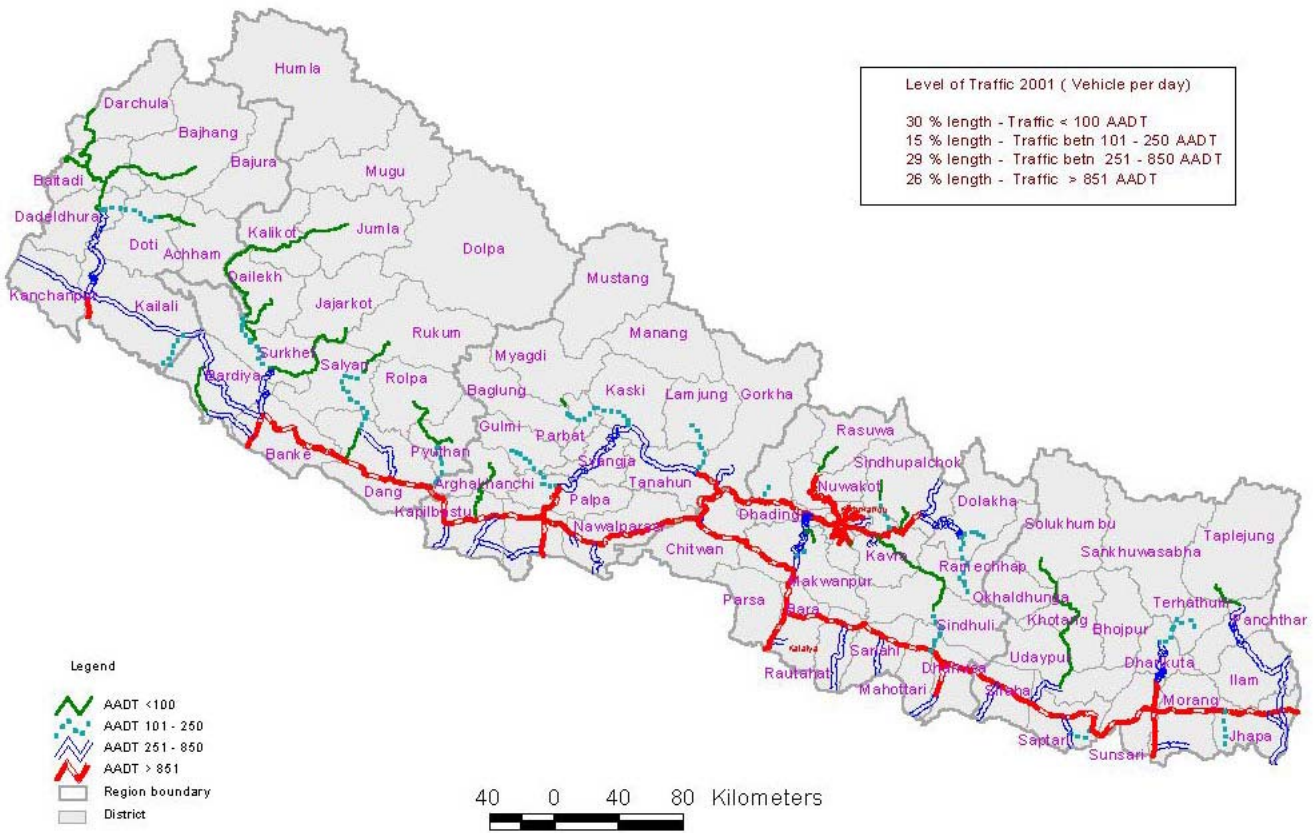 Humla
Darchula
Bajhang
Bajura
Mugu
Baitadi
Dadeldhura
Doti
Achham
Kalikot
Jumla
Dolpa
Dailekh
Kanchanpur
Kailali
Jajarkot
Mustang
Rukum
Manang
Surkhet
Salyan
Bardiya
Rolpa
Myagdi
Baglung
Kaski
Lamjung
Gorkha
Gulmi
Parbat
Banke
Pyuthan
Syangja
Rasuwa
Sindhupalchok
Dang
Arghakhanchi
Palpa
Tanahun
Nuwakot
Dolakha
Kapilbastu
Nawalparasi
Dhading
Solukhumbu
Taplejung
Sankhuwasabha
Chitwan
Kavre
Ramechhap
Makwanpur
Okhaldhunga
Terhathum
Panchthar
Parsa
Bara
Khotang
Bhojpur
Sindhuli
Kalaiya
Sarlahi
Udaypur
Dhankuta
Ilam
Rautahat
Dhanusa
Mahottari
Siraha
Morang
Saptari
Sunsari
Jhapa
Level of Traffic 2001 ( Vehicle per day)
30 % length - Traffic < 100 AADT
15 % length - Traffic betn 101 - 250 AADT
29 % length - Traffic betn 251 - 850 AADT
26 % length - Traffic > 851 AADT
Legend
AADT <100
AADT 101 - 250
AADT 251 - 850
AADT > 851
Region boundary
District
40 0 40 80 Kilometers